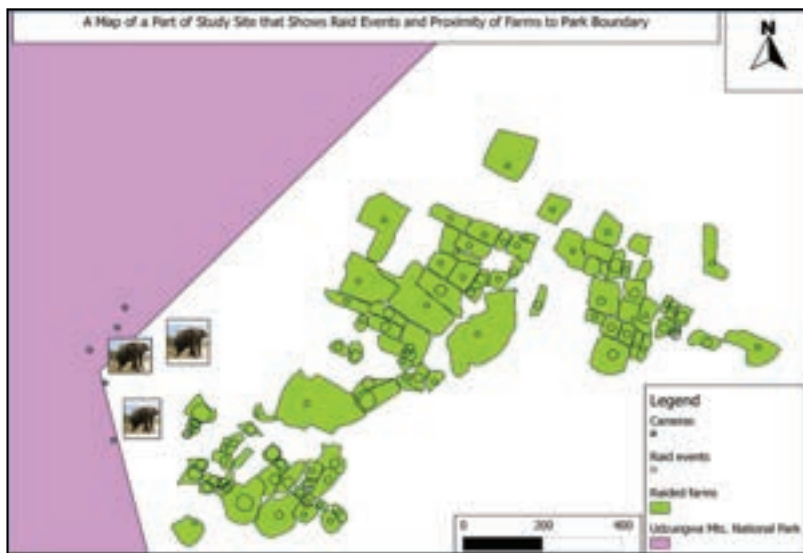 A Map of a Part of Study Site that Shows Raid Events and Proximity of Farms to Park Boundary
N
Legend
Cameras
Raid events
Raided farms
Udzungwa Mts. National Park
0 200 400